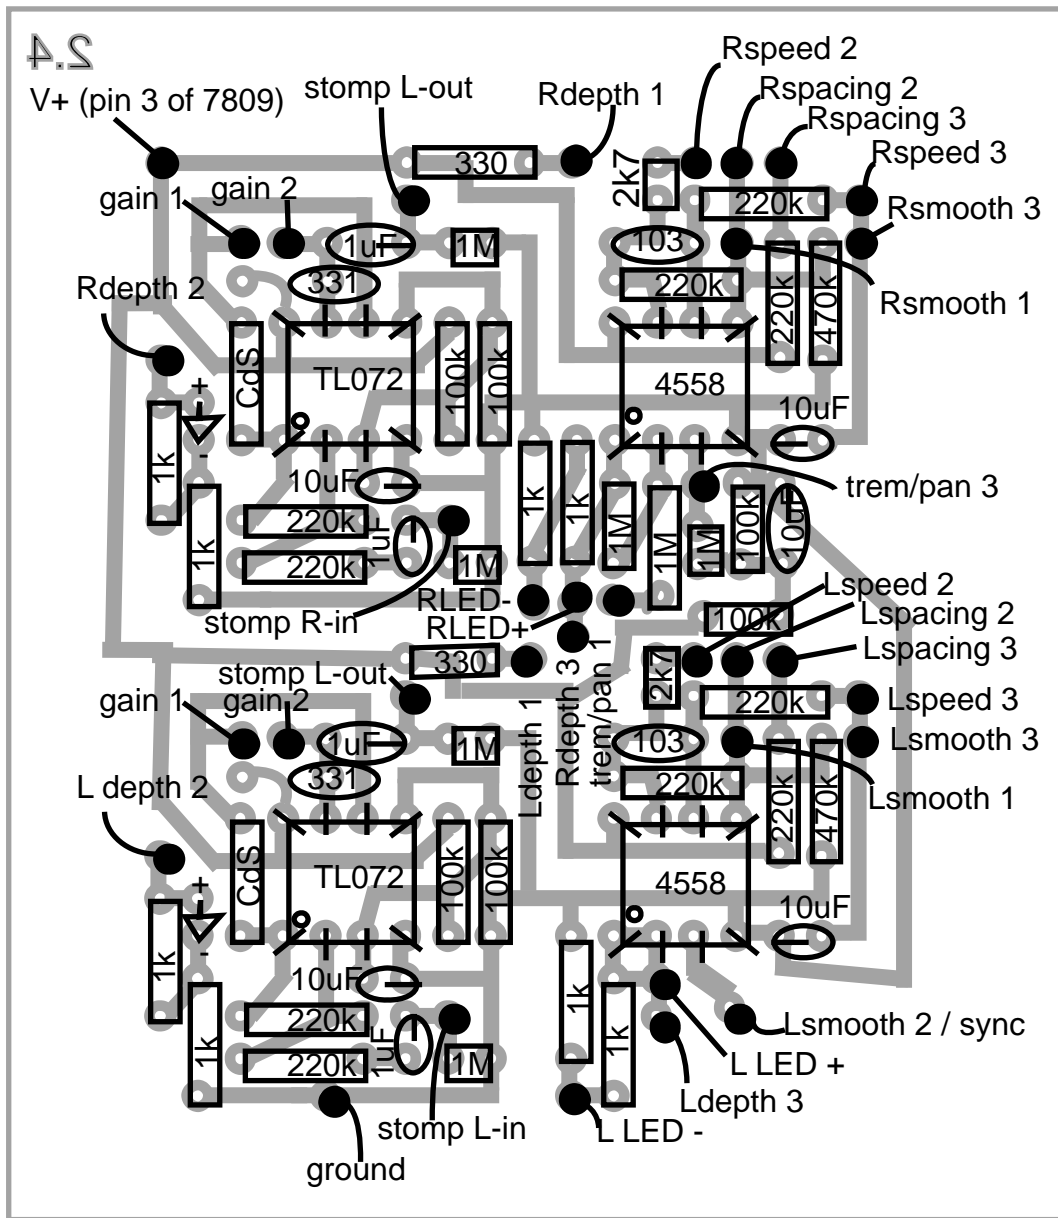 2.4
V+ (pin 3 of 7809)
stomp L-out
Rdepth 1
Rspeed 2
Rspacing 2
Rspacing 3
Rspeed 3
Rsmooth 3
330
2k7
220k
gain 1
gain 2
1uF
1M
103
Rsmooth 1
331
220k
220k
470k
Rdepth 2
CdS
TL072
100k
100k
4558
10uF
+
-
1k
10uF
1k
1k
1M
1M
trem/pan 3
1M
100k
10uF
1k
220k
220k
1uF
1M
stomp R-in
RLED-
RLED+
Lspeed 2
Lspacing 2
Lspacing 3
100k
330
2k7
stomp L-out
Ldepth 1
Rdepth 3
trem/pan 1
220k
Lspeed 3
gain 1
gain 2
1uF
1M
103
Lsmooth 3
331
220k
Lsmooth 1
220k
470k
L depth 2
CdS
TL072
100k
100k
4558
10uF
+
-
1k
10uF
1k
1k
1k
220k
220k
1uF
1M
Lsmooth 2 / sync
L LED +
Ldepth 3
stomp L-in
L LED -
ground